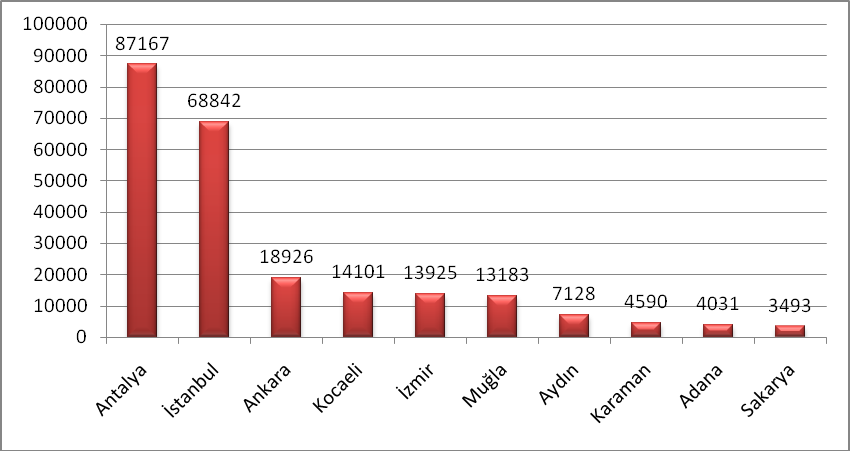 100000
90000
80000
70000
60000
50000
40000
30000
20000
10000
0
87167
68842
18926
14101
13925
13183
7128
4590
4031
3493
Antalya
İstanbul
Ankara
Kocaeli
İzmir
Muğla
Aydın
Karaman
Adana
Sakarya